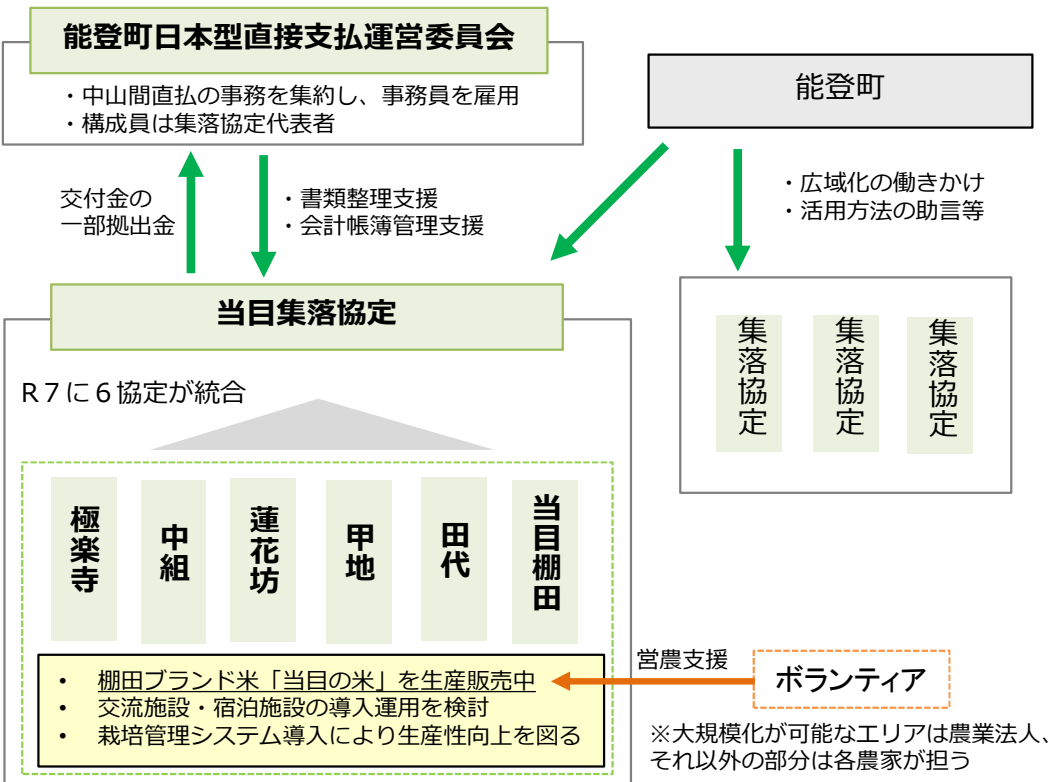 能登町日本型直接支払運営委員会
・中山間直払の事務を集約し、事務員を雇用
・構成員は集落協定代表者
能登町
交付金の
一部拠出金
・書類整理支援
・会計帳簿管理支援
・広域化の働きかけ
・活用方法の助言等
当目集落協定
R7に6協定が統合
極楽寺
中組
蓮花坊
甲地
田代
当目棚田
集落協定
集落協定
集落協定
• 棚田ブランド米「当目の米」を生産販売中
• 交流施設・宿泊施設の導入運用を検討
• 栽培管理システム導入により生産性向上を図る
営農支援
ボランティア
※大規模化が可能なエリアは農業法人、
それ以外の部分は各農家が担う